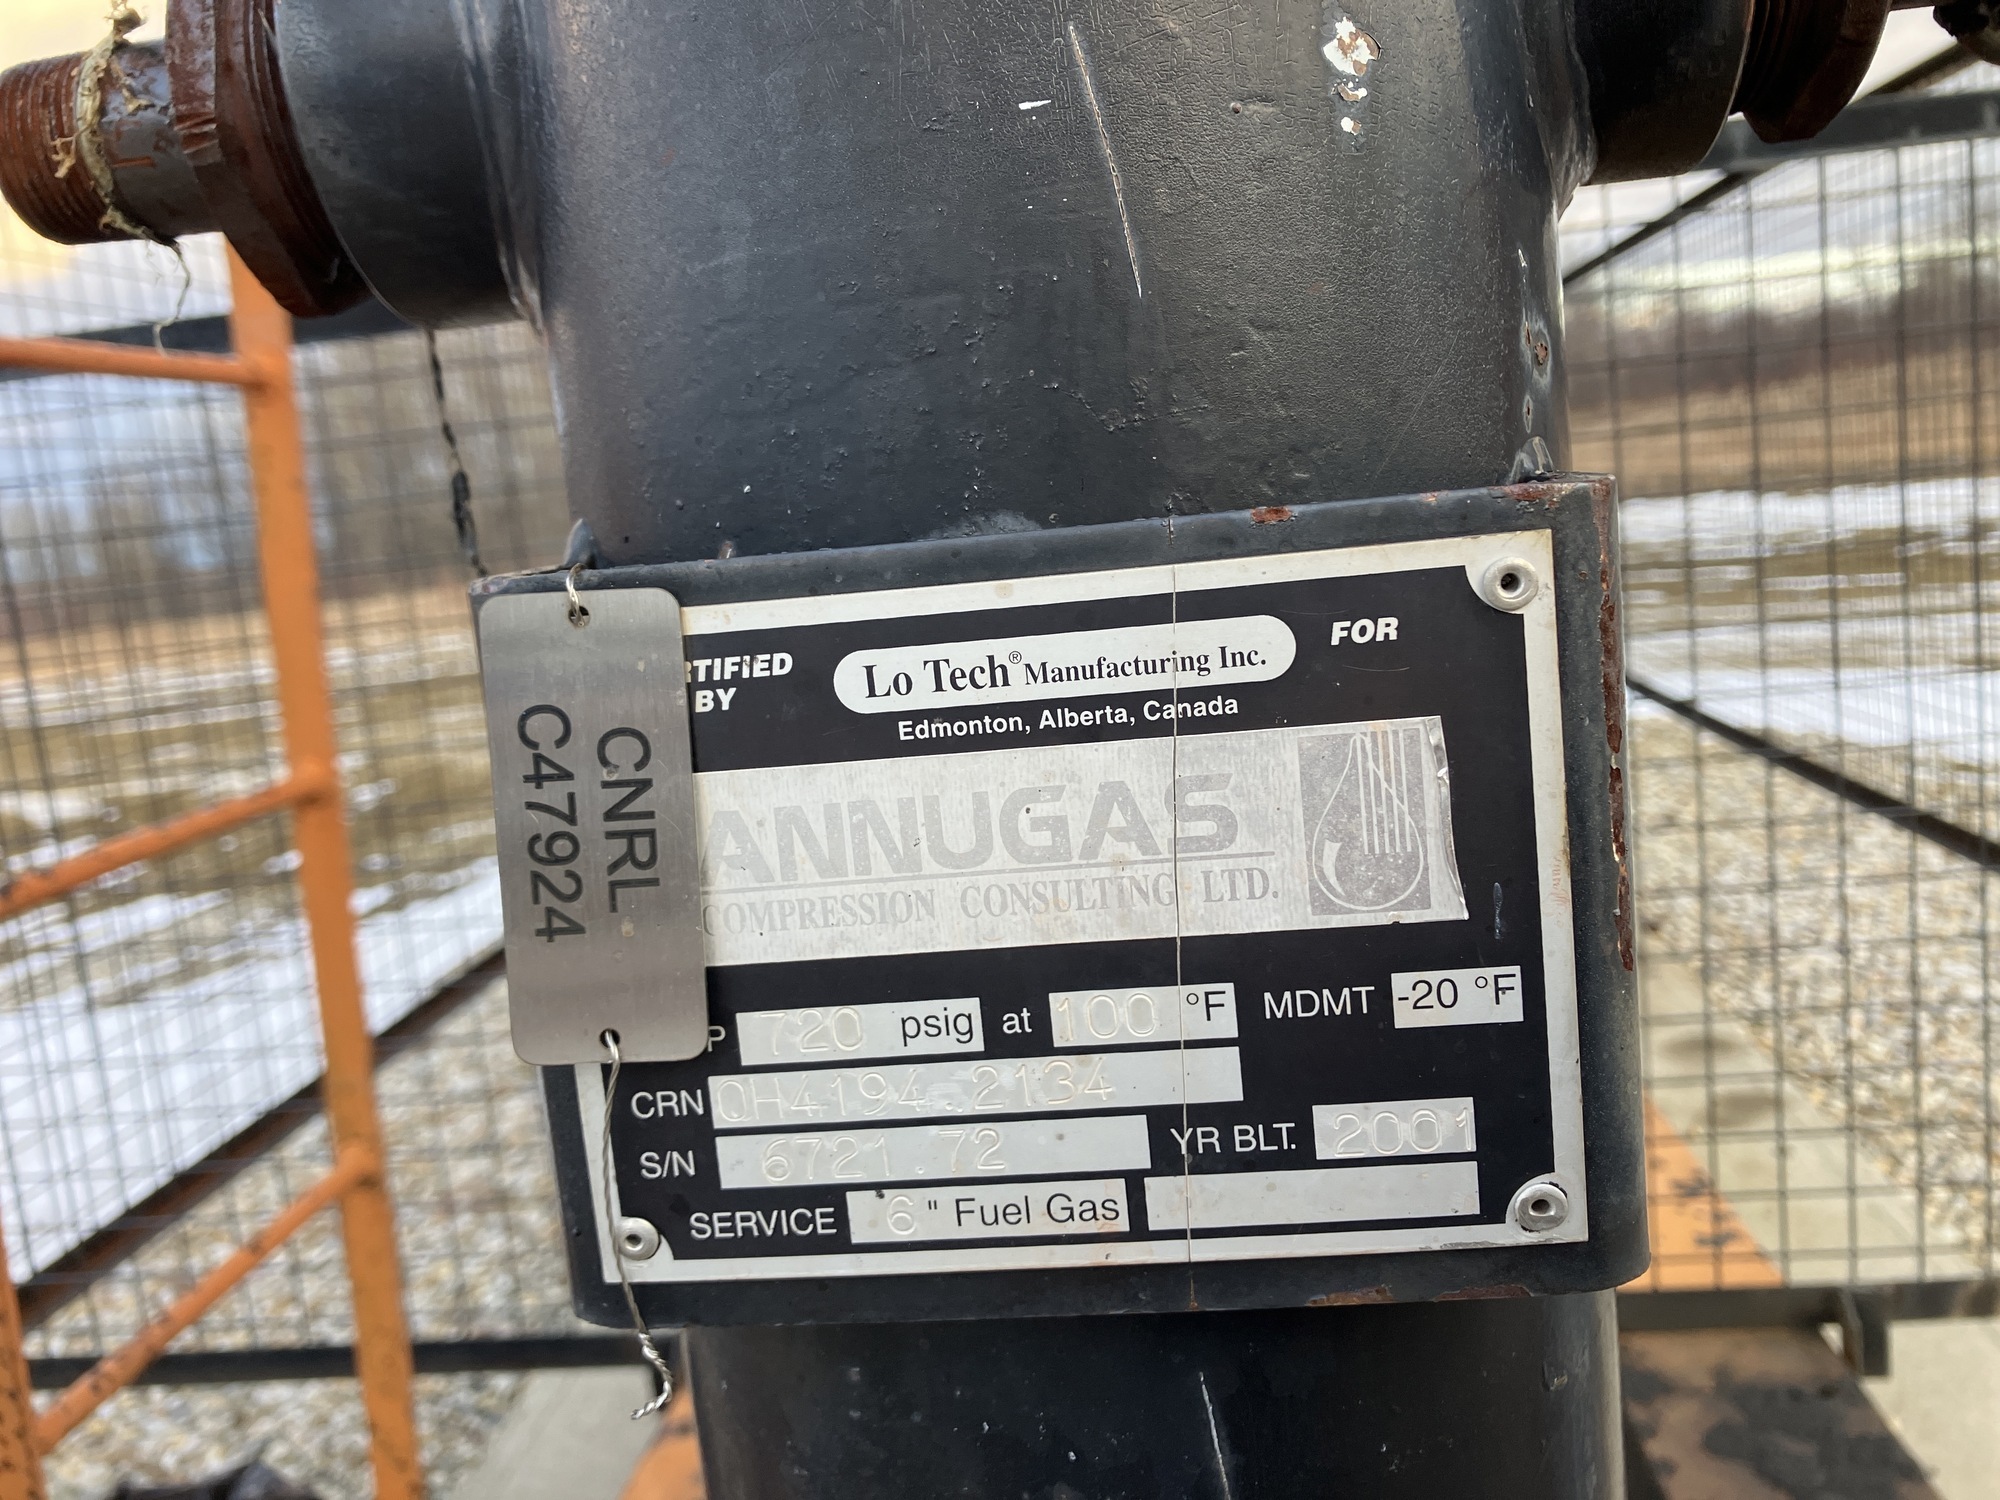 CNRL
C47924
RTIFIED
BY
Lo Tech® Manufacturing Inc.
FOR
Edmonton, Alberta, Canada
ANNUGAS
COMPRESSION CONSULTING LTD.
P 720 psig at 100 °F MDMT -20 °F
CRN 0H4194.2134
S/N 6721.72 YR BLT. 2001
SERVICE 6" Fuel Gas